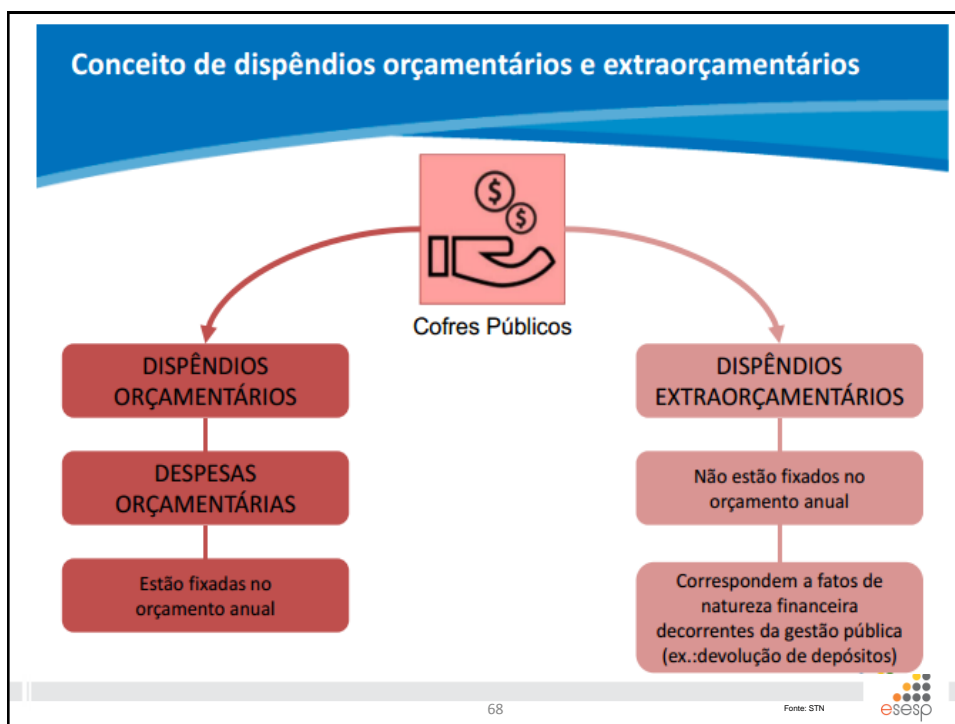 Conceito de dispêndios orçamentários e extraorçamentários
$
$
Cofres Públicos
DISPÊNDIOS
ORÇAMENTÁRIOS
DESPESAS
ORÇAMENTÁRIAS
Estão fixadas no
orçamento anual
DISPÊNDIOS
EXTRAORÇAMENTÁRIOS
Não estão fixados no
orçamento anual
Correspondem a fatos de
natureza financeira
decorrentes da gestão pública
(ex.:devolução de depósitos)
68
Fonte: STN
esesp